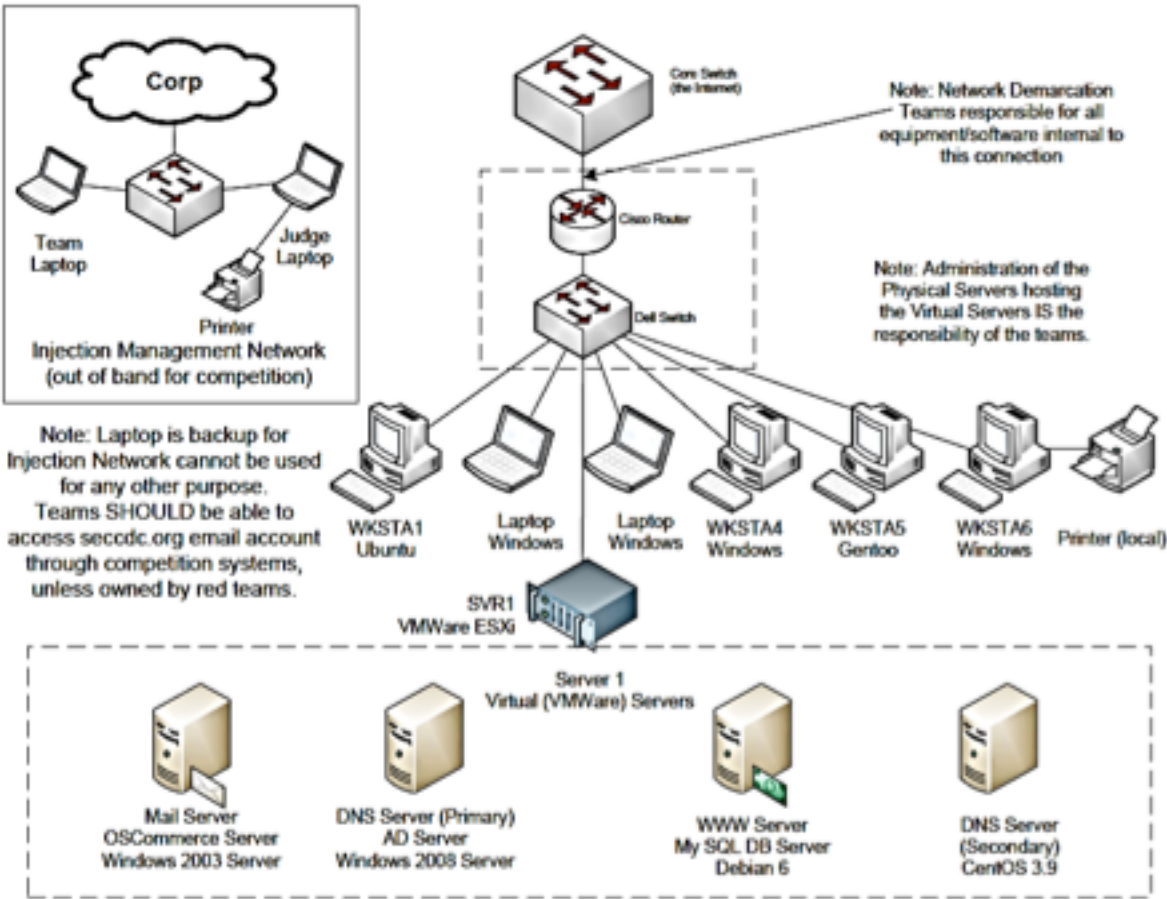 Corp
Team
Laptop
Judge
Laptop
Printer
Injection Management Network
(out of band for competition)
Core Switch
(the Internet)
Note: Network Demarcation
Teams responsible for all
equipment/software internal to
this connection
Cisco Router
Note: Administration of the
Physical Servers hosting
the Virtual Servers IS the
responsibility of the teams.
Dell Switch
Note: Laptop is backup for
Injection Network cannot be used
for any other purpose.
Teams SHOULD be able to
access seccdc.org email account
through competition systems,
unless owned by red teams.
WKSTA1
Ubuntu
Laptop
Windows
Laptop
Windows
WKSTA4
Windows
WKSTA5
Gentoo
WKSTA6
Windows
Printer (local)
SVR1
VMWare ESXi
Server 1
Virtual (VMWare) Servers
Mail Server
OSCommerce Server
Windows 2003 Server
DNS Server (Primary)
AD Server
Windows 2008 Server
WWW Server
My SQL DB Server
Debian 6
DNS Server
(Secondary)
CentOS 3.9